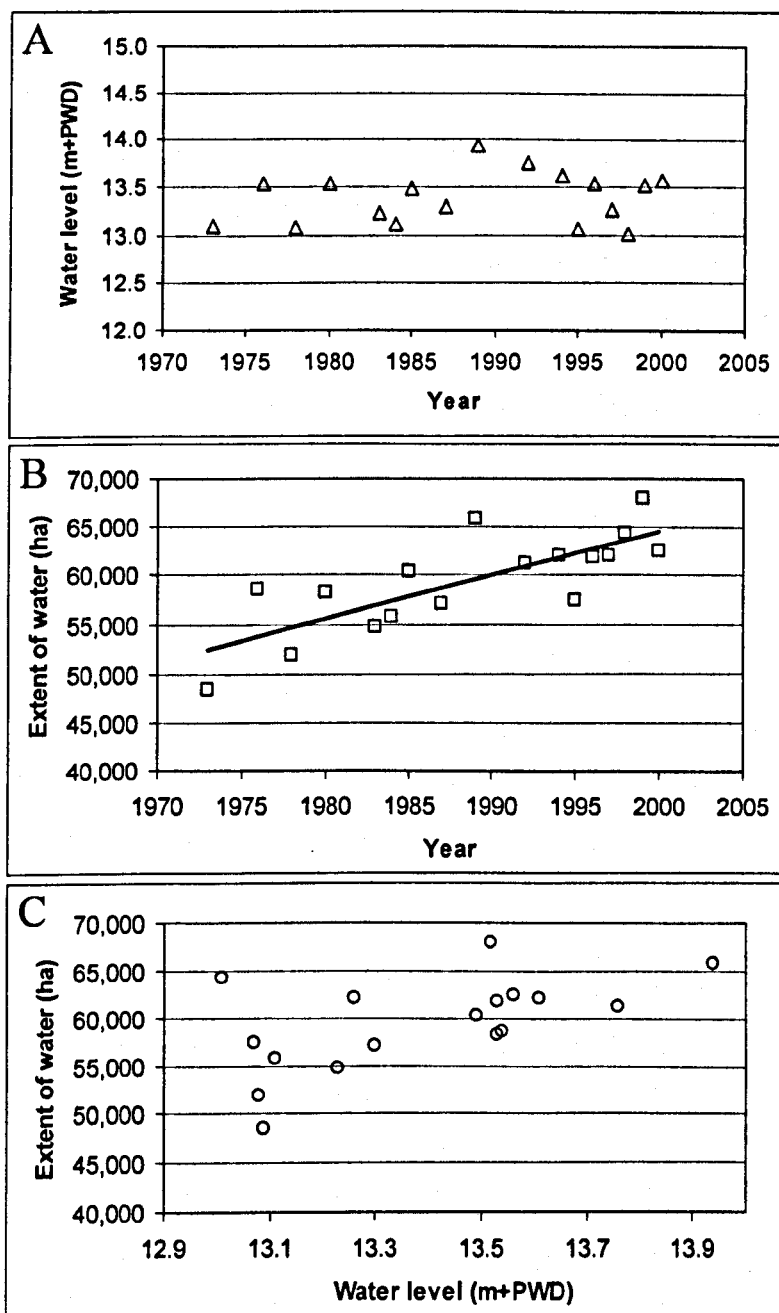 A
Water level (m+PWD)
15.0
14.5
14.0
13.5
13.0
12.5
12.0
1970 1975 1980 1985 1990 1995 2000 2005
Year
B
Extent of water (ha)
70,000
65,000
60,000
55,000
50,000
45,000
40,000
1970 1975 1980 1985 1990 1995 2000 2005
Year
C
Extent of water (ha)
70,000
65,000
60,000
55,000
50,000
45,000
40,000
12.9 13.1 13.3 13.5 13.7 13.9
Water level (m+PWD)